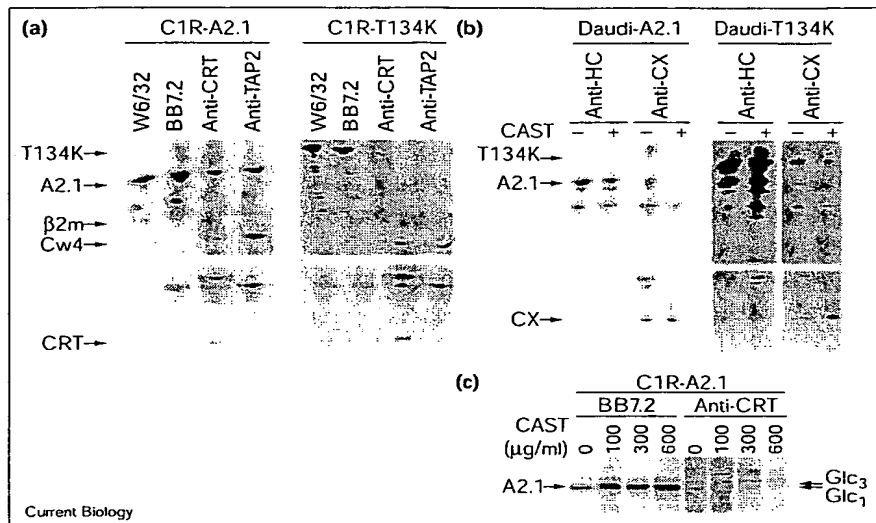 (a)
C1R-A2.1
C1R-T134K
W6/32
BB7.2
Anti-CRT
Anti-TAP2
W6/32
BB7.2
Anti-CRT
Anti-TAP2
T134K
A2.1
β2m
Cw4
CRT
(b)
Daudi-A2.1
Daudi-T134K
Anti-HC
Anti-CX
Anti-HC
Anti-CX
CAST − + − + − + − +
T134K
A2.1
CX
(c)
C1R-A2.1
BB7.2 Anti-CRT
CAST
(μg/ml)
0 100 300 600 0 100 300 600
A2.1
Glc3
Glc1
Current Biology